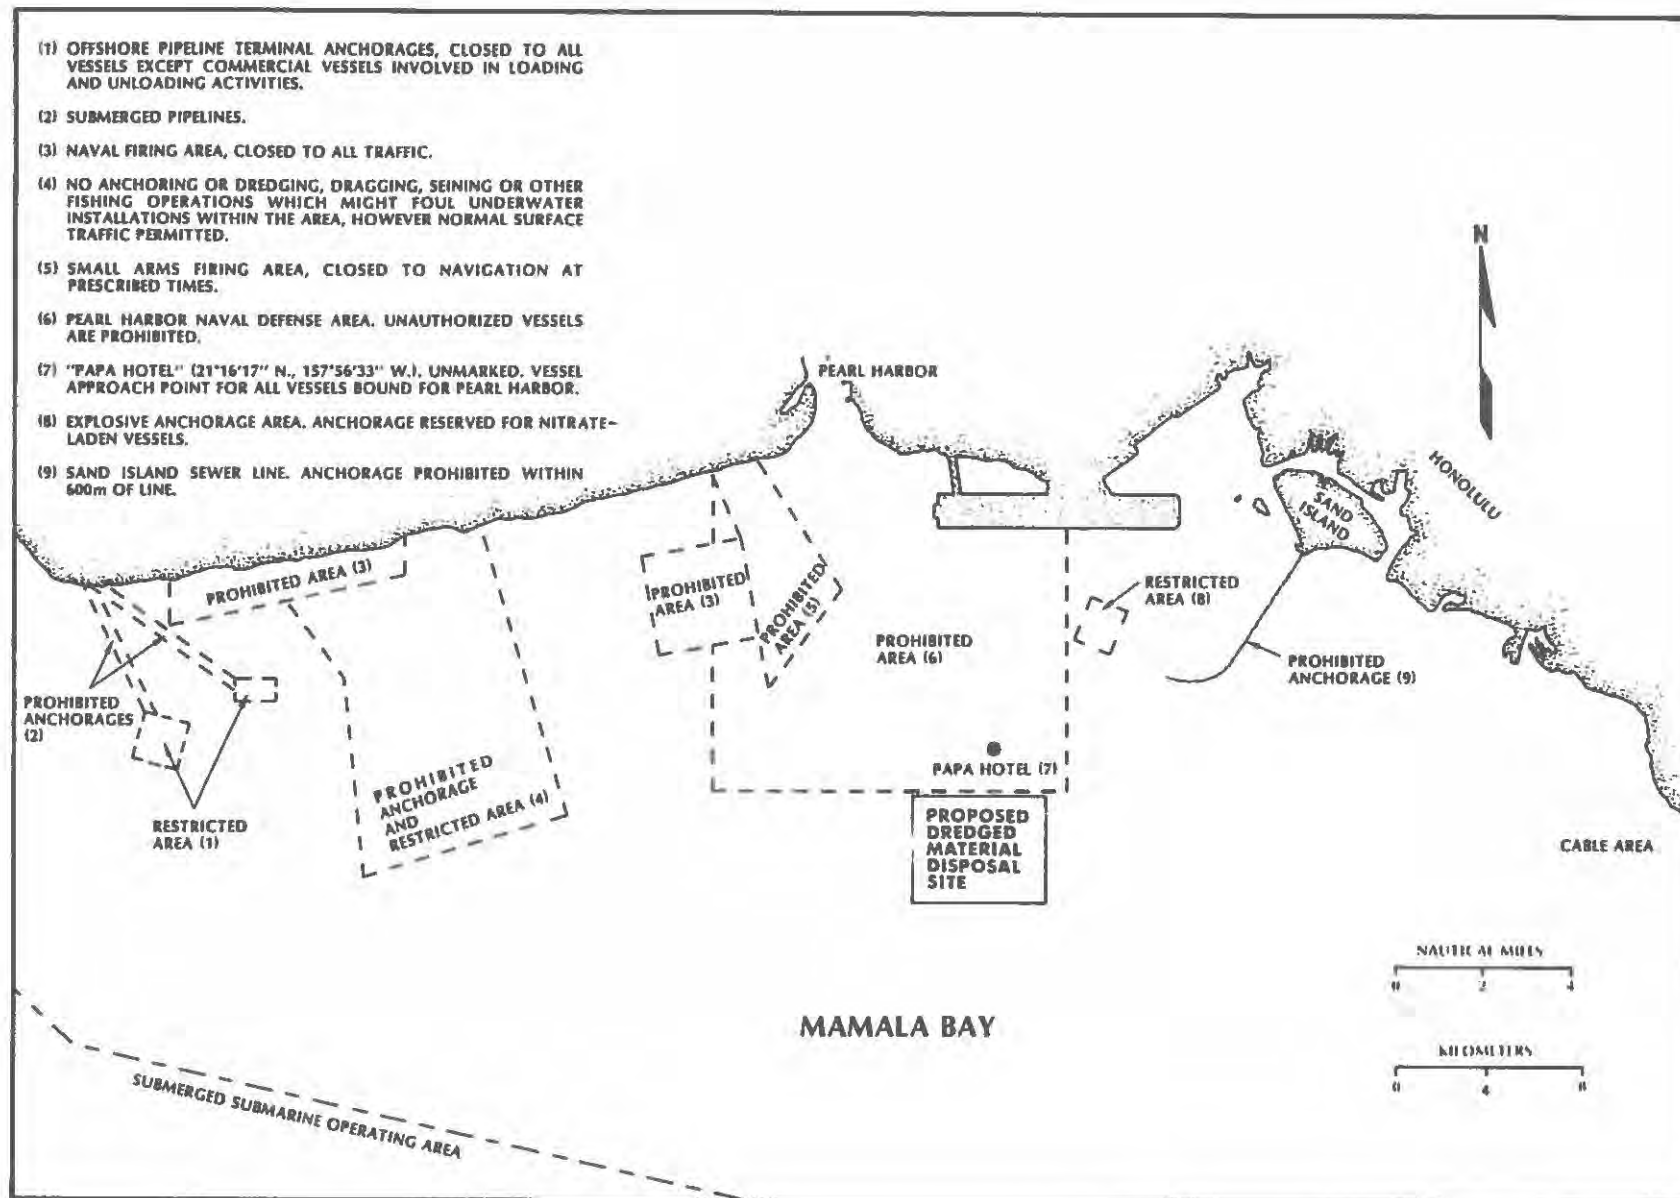 (1) OFFSHORE PIPELINE TERMINAL ANCHORAGES, CLOSED TO ALL
VESSELS EXCEPT COMMERCIAL VESSELS INVOLVED IN LOADING
AND UNLOADING ACTIVITIES.
(2) SUBMERGED PIPELINES.
(3) NAVAL FIRING AREA, CLOSED TO ALL TRAFFIC.
(4) NO ANCHORING OR DREDGING, DRAGGING, SEINING OR OTHER
FISHING OPERATIONS WHICH MIGHT FOUL UNDERWATER
INSTALLATIONS WITHIN THE AREA, HOWEVER NORMAL SURFACE
TRAFFIC PERMITTED.
(5) SMALL ARMS FIRING AREA, CLOSED TO NAVIGATION AT
PRESCRIBED TIMES.
(6) PEARL HARBOR NAVAL DEFENSE AREA. UNAUTHORIZED VESSELS
ARE PROHIBITED.
(7) "PAPA HOTEL" (21°16'17" N., 157°56'33" W.). UNMARKED. VESSEL
APPROACH POINT FOR ALL VESSELS BOUND FOR PEARL HARBOR.
(8) EXPLOSIVE ANCHORAGE AREA. ANCHORAGE RESERVED FOR NITRATE-
LADEN VESSELS.
(9) SAND ISLAND SEWER LINE. ANCHORAGE PROHIBITED WITHIN
600m OF LINE.
N
PEARL HARBOR
HONOLULU
SAND
ISLAND
PROHIBITED AREA (3)
PROHIBITED
AREA (3)
PROHIBITED
AREA (5)
RESTRICTED
AREA (8)
PROHIBITED
AREA (6)
PROHIBITED
ANCHORAGE (9)
PROHIBITED
ANCHORAGES
(2)
RESTRICTED
AREA (1)
PROHIBITED
ANCHORAGE
AND
RESTRICTED AREA (4)
PAPA HOTEL (7)
PROPOSED
DREDGED
MATERIAL
DISPOSAL
SITE
CABLE AREA
NAUTICAL MILES
0 2 4
MAMALA BAY
KILOMETERS
0 4 8
SUBMERGED SUBMARINE OPERATING AREA